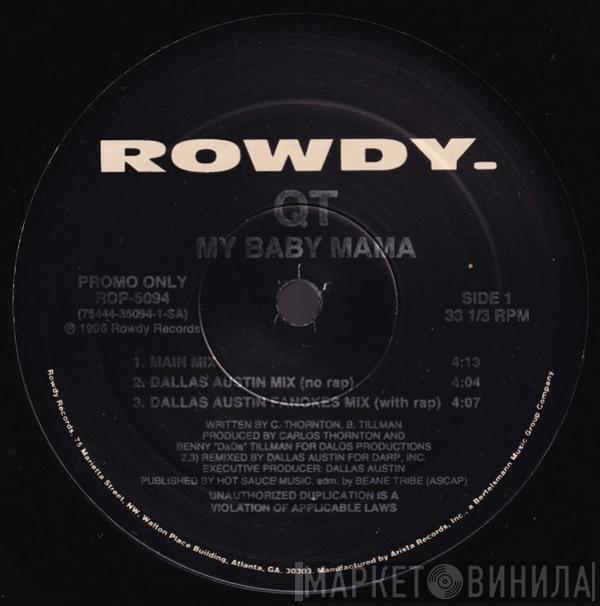 ROWDY.
QT
MY BABY MAMA
PROMO ONLY
RDP-5094
(75444-35094-1-SA)
℗ 1996 Rowdy Records
SIDE 1
33 1/3 RPM
1. MAIN MIX 4:13
2. DALLAS AUSTIN MIX (no rap) 4:04
3. DALLAS AUSTIN FANOKES MIX (with rap) 4:07
WRITTEN BY C. THORNTON, B. TILLMAN
PRODUCED BY CARLOS THORNTON AND
BENNY "DaDa" TILLMAN FOR DALOS PRODUCTIONS
2,3) REMIXED BY DALLAS AUSTIN FOR DARP, INC.
EXECUTIVE PRODUCER: DALLAS AUSTIN
PUBLISHED BY HOT SAUCE MUSIC, adm. by BEANE TRIBE (ASCAP)
UNAUTHORIZED DUPLICATION IS A
VIOLATION OF APPLICABLE LAWS
Rowdy Records, 75 Marietta Street, NW, Walton Place Building, Atlanta, GA. 30303. Manufactured by Arista Records, Inc., a Bertelsmann Music Group Company
МАРКЕТ ВИНИЛА